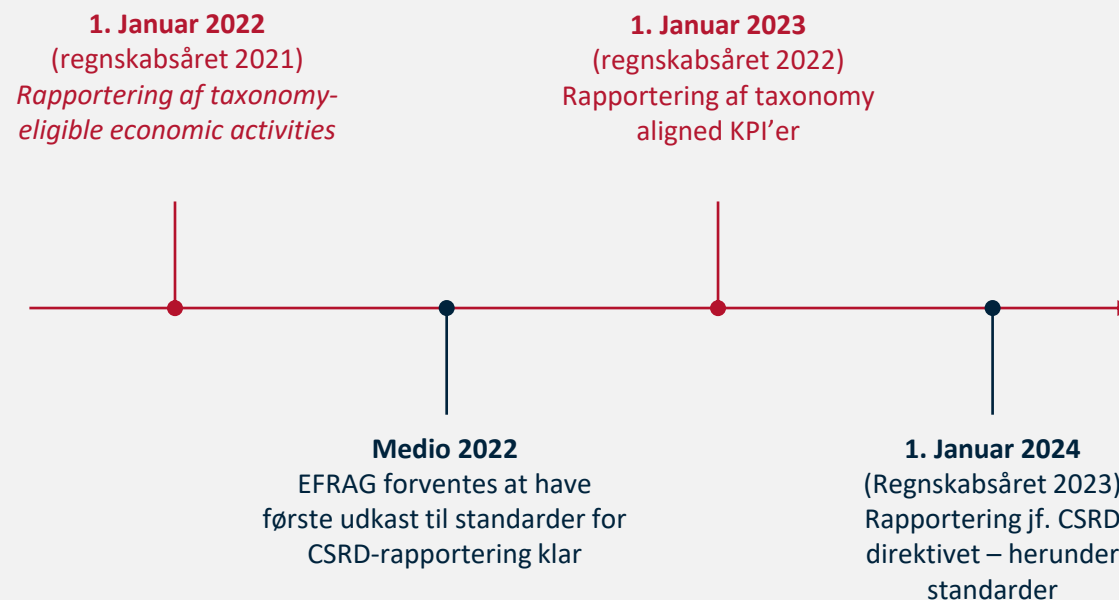 1. Januar 2022
(regnskabsåret 2021)
Rapportering af taxonomy-
eligible economic activities
1. Januar 2023
(regnskabsåret 2022)
Rapportering af taxonomy
aligned KPI’er
Medio 2022
EFRAG forventes at have
første udkast til standarder for
CSRD-rapportering klar
1. Januar 2024
(Regnskabsåret 2023)
Rapportering jf. CSRD
direktivet – herunder
standarder